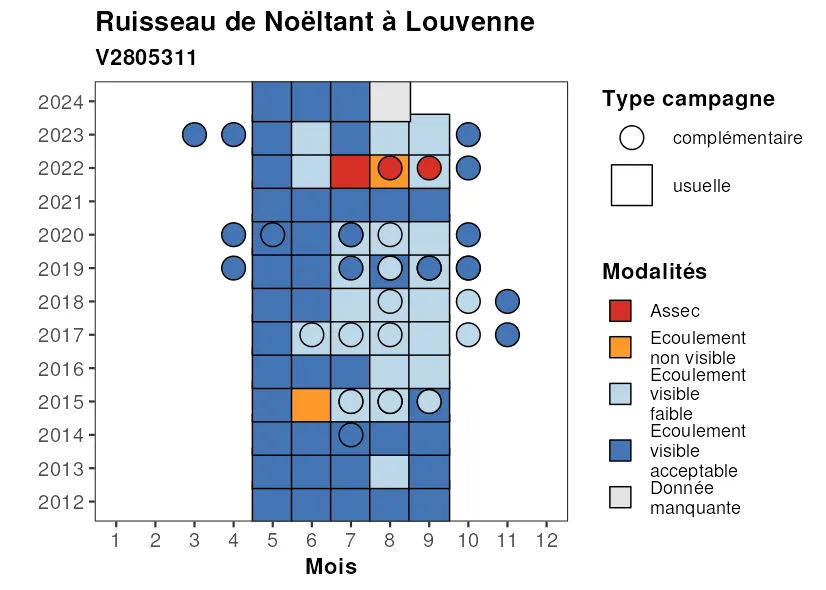 Ruisseau de Noëltant à Louvenne
V2805311
2024
2023
2022
2021
2020
2019
2018
2017
2016
2015
2014
2013
2012
1 2 3 4 5 6 7 8 9 10 11 12
Mois
Type campagne
complémentaire
usuelle
Modalités
Assec
Ecoulement
non visible
Ecoulement
visible
faible
Ecoulement
visible
acceptable
Donnée
manquante